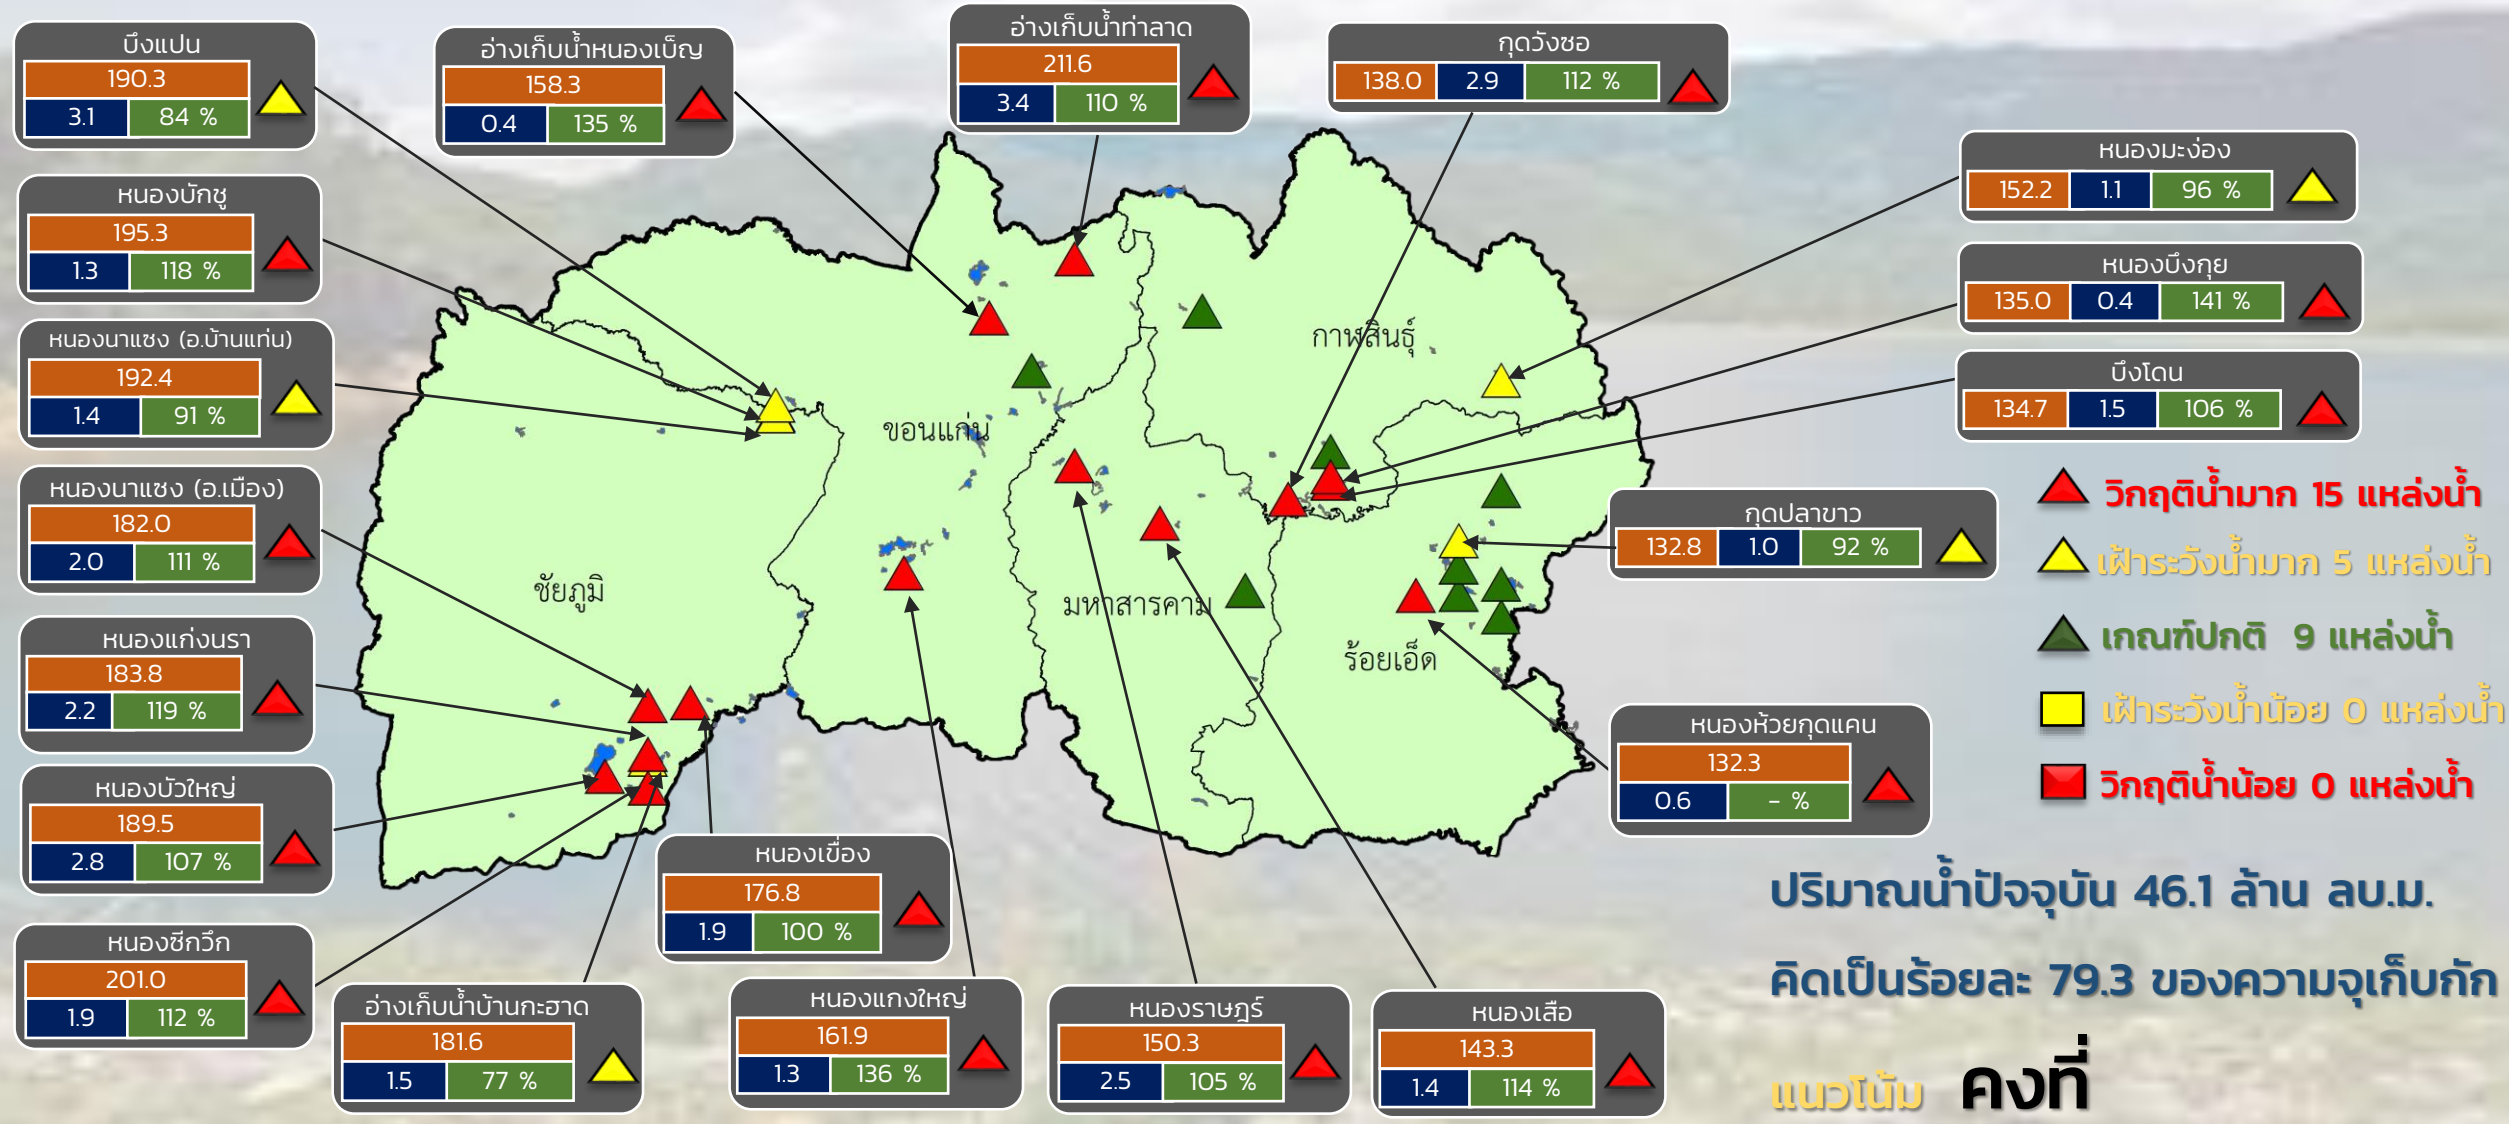 บึงแปน
190.3
3.1 84 %
อ่างเก็บน้ำหนองเบ็ญ
158.3
0.4 135 %
อ่างเก็บน้ำท่าลาด
211.6
3.4 110 %
กุดวังซอ
138.0 2.9 112 %
หนองบักชู
195.3
1.3 118 %
หนองมะง่อง
152.2 1.1 96 %
หนองบึงกุย
135.0 0.4 141 %
หนองนาแซง (อ.บ้านแท่น)
192.4
1.4 91 %
บึงโดน
134.7 1.5 106 %
กาฬสินธุ์
ขอนแก่น
ชัยภูมิ
มหาสารคาม
ร้อยเอ็ด
หนองนาแซง (อ.เมือง)
182.0
2.0 111 %
กุดปลาขาว
132.8 1.0 92 %
วิกฤติน้ำมาก 15 แหล่งน้ำ
เฝ้าระวังน้ำมาก 5 แหล่งน้ำ
เกณฑ์ปกติ 9 แหล่งน้ำ
เฝ้าระวังน้ำน้อย 0 แหล่งน้ำ
วิกฤติน้ำน้อย 0 แหล่งน้ำ
หนองแก่งนรา
183.8
2.2 119 %
หนองห้วยกุดแคน
132.3
0.6 - %
หนองบัวใหญ่
189.5
2.8 107 %
หนองเขื่อง
176.8
1.9 100 %
หนองซีกวึก
201.0
1.9 112 %
อ่างเก็บน้ำบ้านกะฮาด
181.6
1.5 77 %
หนองแกงใหญ่
161.9
1.3 136 %
หนองราษฎร์
150.3
2.5 105 %
หนองเสือ
143.3
1.4 114 %
ปริมาณน้ำปัจจุบัน 46.1 ล้าน ลบ.ม.
คิดเป็นร้อยละ 79.3 ของความจุเก็บกัก
แนวโน้ม คงที่